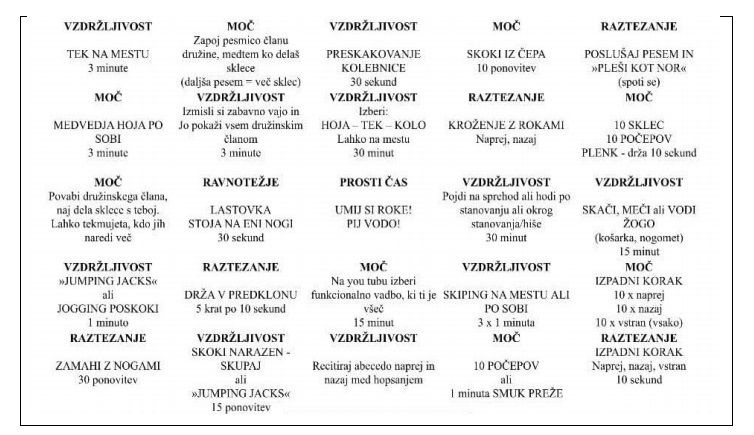 VZDRŽLJIVOST
TEK NA MESTU
3 minute
MOČ
Zapoj pesmico članu
družine, medtem ko delaš
sklece
(daljša pesem = več sklec)
VZDRŽLJIVOST
PRESKAKOVANJE
KOLEBNICE
30 sekund
MOČ
SKOKI IZ ČEPA
10 ponovitev
RAZTEZANJE
POSLUŠAJ PESEM IN
»PLEŠI KOT NOR«
(spoti se)
MOČ
MEDVEDJA HOJA PO
SOBI
3 minute
VZDRŽLJIVOST
Izmisli si zabavno vajo in
Jo pokaži vsem družinskim
članom
3 minute
VZDRŽLJIVOST
Izberi:
HOJA – TEK – KOLO
Lahko na mestu
30 minut
RAZTEZANJE
KROŽENJE Z ROKAMI
Naprej, nazaj
MOČ
10 SKLEC
10 POČEPOV
PLENK - drža 10 sekund
MOČ
Povabi družinskega člana,
naj dela sklece s teboj.
Lahko tekmujeta, kdo jih
naredi več
RAVNOTEŽJE
LASTOVKA
STOJA NA ENI NOGI
30 sekund
PROSTI ČAS
UMIJ SI ROKE!
PIJ VODO!
VZDRŽLJIVOST
Pojdi na sprehod ali hodi po
stanovanju ali okrog
stanovanja/hiše
30 minut
VZDRŽLJIVOST
SKAČI, MEČI ali VODI
ŽOGO
(košarka, nogomet)
15 minut
VZDRŽLJIVOST
»JUMPING JACKS«
ali
JOGGING POSKOKI
1 minuto
RAZTEZANJE
DRŽA V PREDKLONU
5 krat po 10 sekund
MOČ
Na you tubu izberi
funkcionalno vadbo, ki ti je
všeč
15 minut
VZDRŽLJIVOST
SKIPING NA MESTU ALI
PO SOBI
3 x 1 minuta
MOČ
IZPADNI KORAK
10 x naprej
10 x nazaj
10 x vstran (vsako)
RAZTEZANJE
ZAMAHI Z NOGAMI
30 ponovitev
VZDRŽLJIVOST
SKOKI NARAZEN -
SKUPAJ
ali
»JUMPING JACKS«
15 ponovitev
VZDRŽLJIVOST
Recitiraj abecedo naprej in
nazaj med hopsanjem
MOČ
10 POČEPOV
ali
1 minuta SMUK PREŽE
RAZTEZANJE
IZPADNI KORAK
Naprej, nazaj, vstran
10 sekund